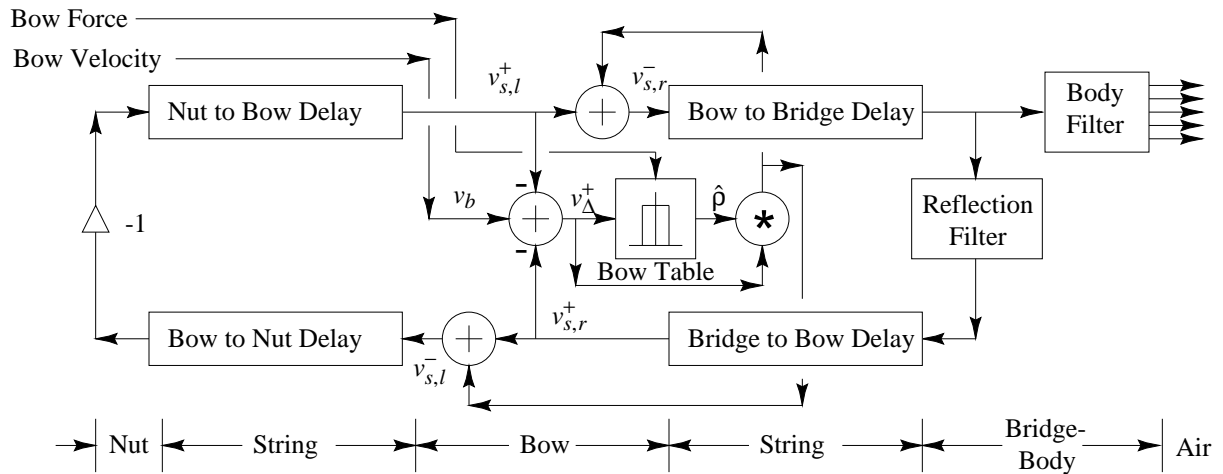 Bow Force
Bow Velocity
v⁺s,l
v⁻s,r
Nut to Bow Delay
+
Bow to Bridge Delay
Body
Filter
-
vb
+
v⁺Δ
ρ̂
*
-1
-
Bow Table
Reflection
Filter
v⁺s,r
Bow to Nut Delay
+
Bridge to Bow Delay
v⁻s,l
Nut
String
Bow
String
Bridge-
Body
Air